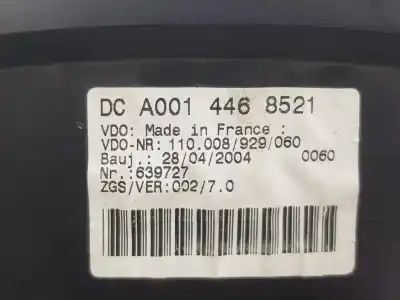 DC A001 446 8521
VDO: Made in France :
VDO-NR: 110.008/929/060
Bauj.: 28/04/2004 0060
Nr.:639727
ZGS/VER:002/7.0